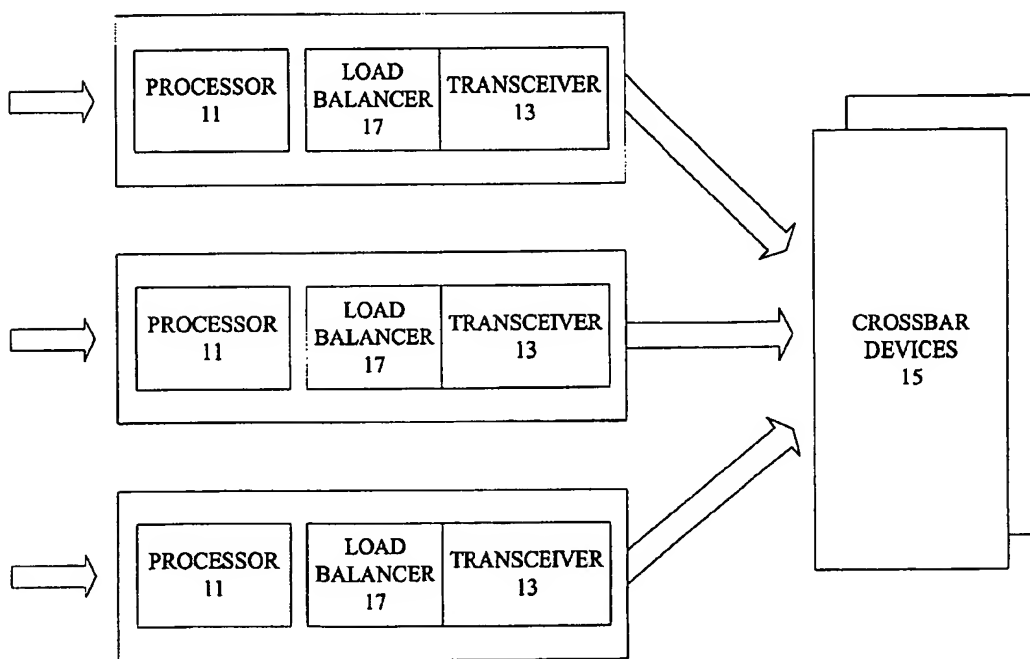 PROCESSOR
11
LOAD
BALANCER
17
TRANSCEIVER
13
PROCESSOR
11
LOAD
BALANCER
17
TRANSCEIVER
13
CROSSBAR
DEVICES
15
PROCESSOR
11
LOAD
BALANCER
17
TRANSCEIVER
13